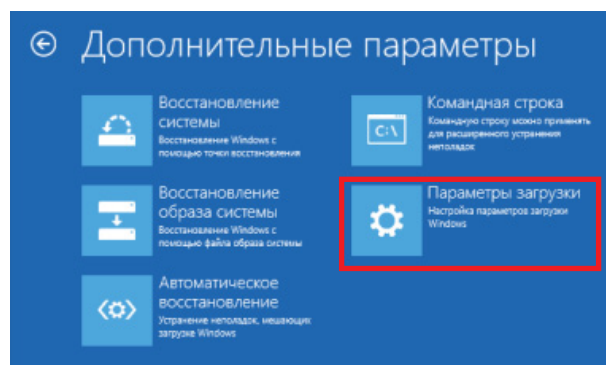 Дополнительные параметры
Восстановление
системы
Восстановление Windows с
помощью точки восстановления
Восстановление
образа системы
Восстановление Windows с
помощью файла образа системы
Автоматическое
восстановление
Устранение неполадок, мешающих
загрузке Windows
C:\
Командная строка
Командную строку можно применять
для расширенного устранения
неполадок
Параметры загрузки
Настройка параметров загрузки
Windows